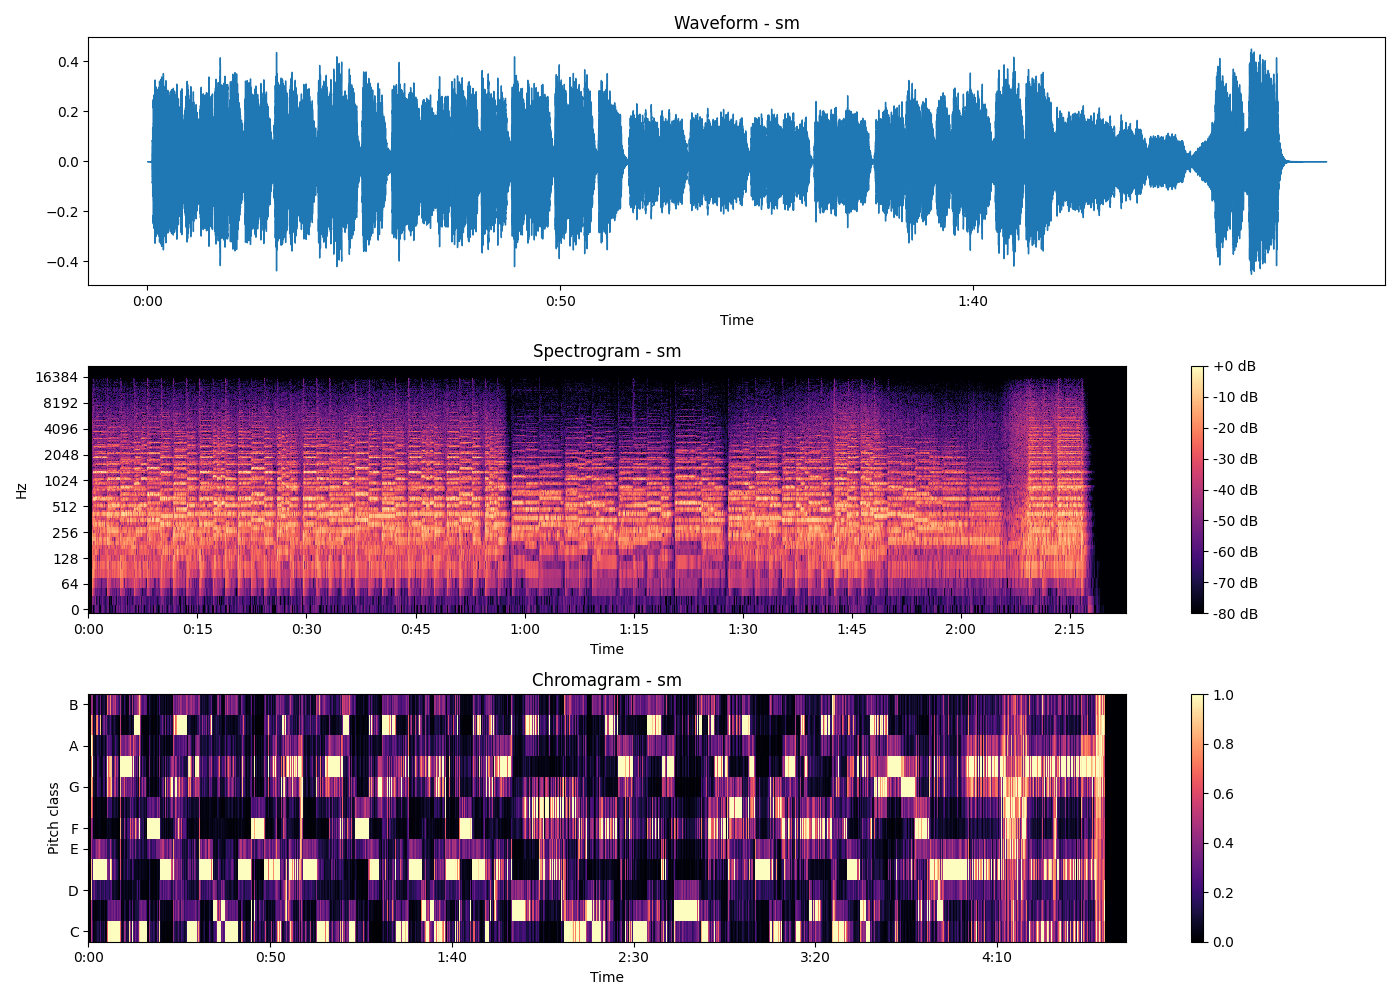 Waveform - sm
0.4
0.2
0.0
−0.2
−0.4
0:00 0:50 1:40
Time
Spectrogram - sm
Hz
16384
8192
4096
2048
1024
512
256
128
64
0
0:00 0:15 0:30 0:45 1:00 1:15 1:30 1:45 2:00 2:15
Time
+0 dB
-10 dB
-20 dB
-30 dB
-40 dB
-50 dB
-60 dB
-70 dB
-80 dB
Chromagram - sm
Pitch class
B
A
G
F
E
D
C
0:00 0:50 1:40 2:30 3:20 4:10
Time
1.0
0.8
0.6
0.4
0.2
0.0